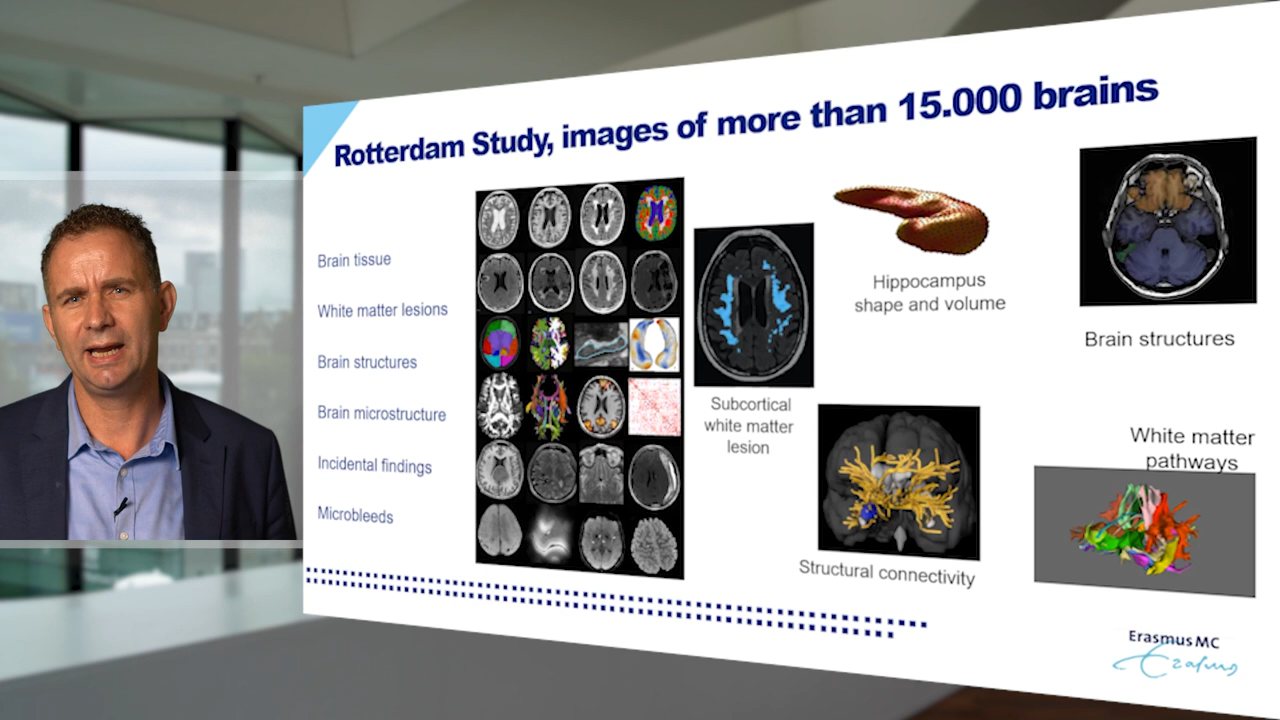 Rotterdam Study, images of more than 15.000 brains
Brain tissue
White matter lesions
Brain structures
Brain microstructure
Incidental findings
Microbleeds
Subcortical
white matter
lesion
Hippocampus
shape and volume
Structural connectivity
Brain structures
White matter
pathways
Erasmus MC
Erasmus